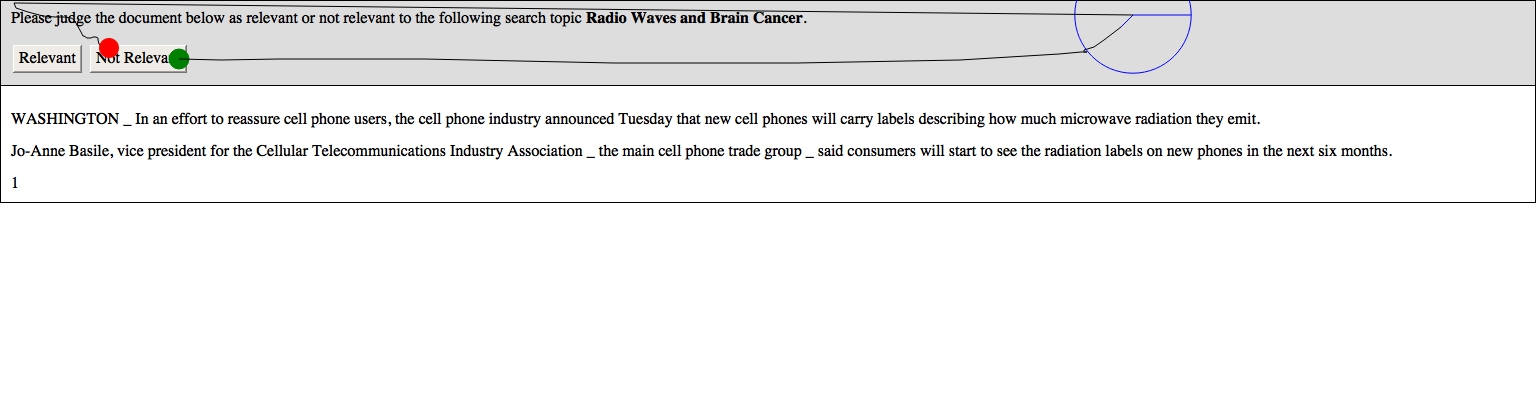 Please judge the document below as relevant or not relevant to the following search topic Radio Waves and Brain Cancer.
Relevant Not Releva
WASHINGTON _ In an effort to reassure cell phone users, the cell phone industry announced Tuesday that new cell phones will carry labels describing how much microwave radiation they emit.
Jo-Anne Basile, vice president for the Cellular Telecommunications Industry Association _ the main cell phone trade group _ said consumers will start to see the radiation labels on new phones in the next six months.
1